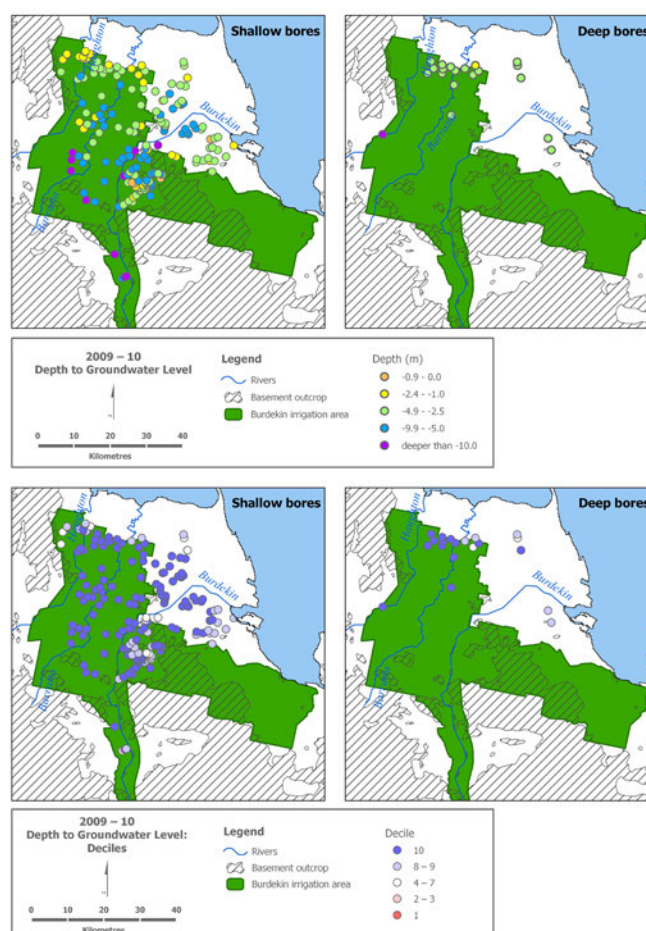 Shallow bores
Deep bores
Burdekin
Burdekin
Barratta
2009 – 10
Depth to Groundwater Level
Legend
Rivers
Basement outcrop
Burdekin irrigation area
Depth (m)
-0.9 - 0.0
-2.4 - -1.0
-4.9 - -2.5
-9.9 - -5.0
deeper than -10.0
0 10 20 30 40
Kilometres
Shallow bores
Deep bores
Haughton
Burdekin
Burdekin
2009 – 10
Depth to Groundwater Level:
Deciles
Legend
Rivers
Basement outcrop
Burdekin irrigation area
Decile
10
8 – 9
4 – 7
2 – 3
1
0 10 20 30 40
Kilometres